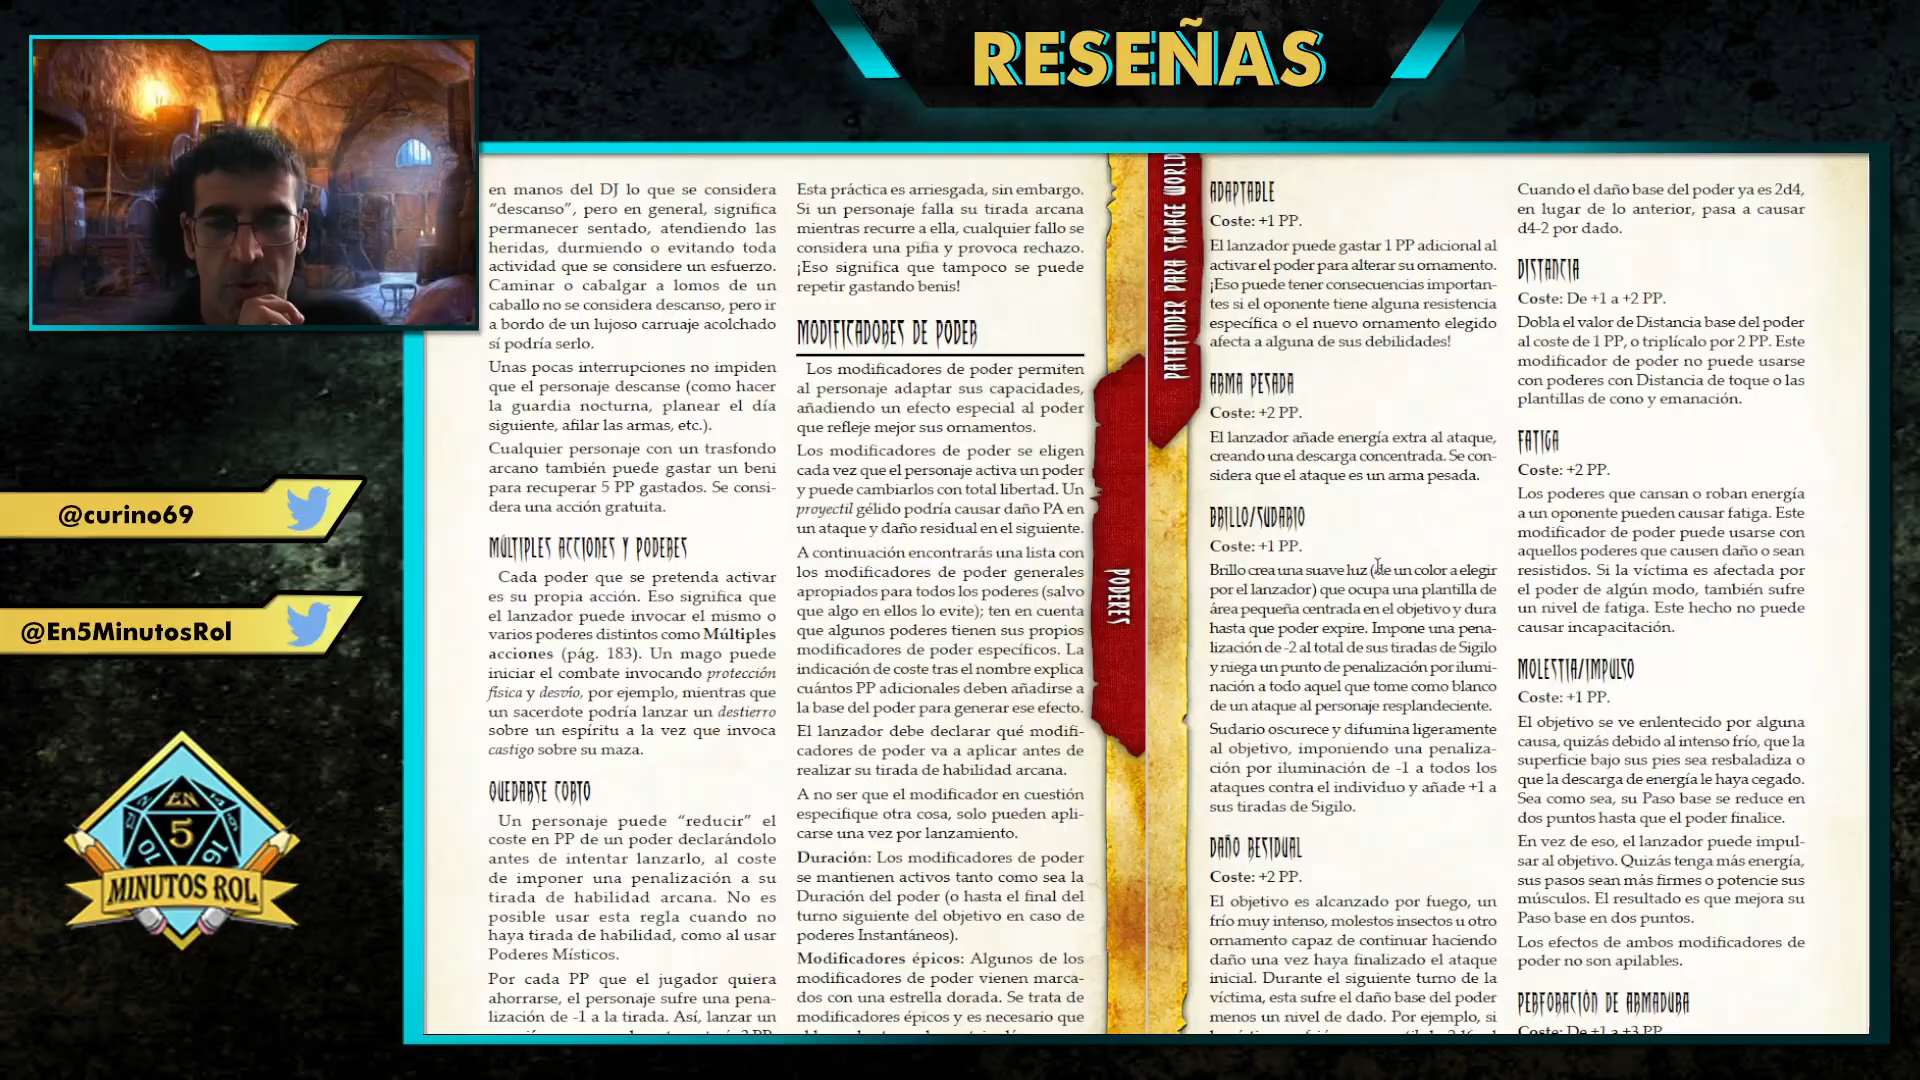 RESEÑAS
@curino69
@En5MinutosRol
EN
5
MINUTOS ROL
en manos del DJ lo que se considera
“descanso”, pero en general, significa
permanecer sentado, atendiendo las
heridas, durmiendo o evitando toda
actividad que se considere un esfuerzo.
Caminar o cabalgar a lomos de un
caballo no se considera descanso, pero ir
a bordo de un lujoso carruaje acolchado
sí podría serlo.
Unas pocas interrupciones no impiden
que el personaje descanse (como hacer
la guardia nocturna, planear el día
siguiente, afilar las armas, etc.).
Cualquier personaje con un trasfondo
arcano también puede gastar un beni
para recuperar 5 PP gastados. Se consi-
dera una acción gratuita.
MÚLTIPLES ACCIONES Y PODERES
Cada poder que se pretenda activar
es su propia acción. Eso significa que
el lanzador puede invocar el mismo o
varios poderes distintos como Múltiples
acciones (pág. 183). Un mago puede
iniciar el combate invocando protección
física y desvío, por ejemplo, mientras que
un sacerdote podría lanzar un destierro
sobre un espíritu a la vez que invoca
castigo sobre su maza.
QUEDARSE CORTO
Un personaje puede “reducir” el
coste en PP de un poder declarándolo
antes de intentar lanzarlo, al coste
de imponer una penalización a su
tirada de habilidad arcana. No es
posible usar esta regla cuando no
haya tirada de habilidad, como al usar
Poderes Místicos.
Por cada PP que el jugador quiera
ahorrarse, el personaje sufre una pena-
lización de -1 a la tirada. Así, lanzar un
Esta práctica es arriesgada, sin embargo.
Si un personaje falla su tirada arcana
mientras recurre a ella, cualquier fallo se
considera una pifia y provoca rechazo.
¡Eso significa que tampoco se puede
repetir gastando benis!
MODIFICADORES DE PODER
Los modificadores de poder permiten
al personaje adaptar sus capacidades,
añadiendo un efecto especial al poder
que refleje mejor sus ornamentos.
Los modificadores de poder se eligen
cada vez que el personaje activa un poder
y puede cambiarlos con total libertad. Un
proyectil gélido podría causar daño PA en
un ataque y daño residual en el siguiente.
A continuación encontrarás una lista con
los modificadores de poder generales
apropiados para todos los poderes (salvo
que algo en ellos lo evite); ten en cuenta
que algunos poderes tienen sus propios
modificadores de poder específicos. La
indicación de coste tras el nombre explica
cuántos PP adicionales deben añadirse a
la base del poder para generar ese efecto.
El lanzador debe declarar qué modifi-
cadores de poder va a aplicar antes de
realizar su tirada de habilidad arcana.
A no ser que el modificador en cuestión
especifique otra cosa, solo pueden apli-
carse una vez por lanzamiento.
Duración: Los modificadores de poder
se mantienen activos tanto como sea la
Duración del poder (o hasta el final del
turno siguiente del objetivo en caso de
poderes Instantáneos).
Modificadores épicos: Algunos de los
modificadores de poder vienen marca-
dos con una estrella dorada. Se trata de
modificadores épicos y es necesario que
PODERES
PATHFINDER PARA SAVAGE WORLD
ADAPTABLE
Coste: +1 PP.
El lanzador puede gastar 1 PP adicional al
activar el poder para alterar su ornamento.
¡Eso puede tener consecuencias importan-
tes si el oponente tiene alguna resistencia
específica o el nuevo ornamento elegido
afecta a alguna de sus debilidades!
ARMA PESADA
Coste: +2 PP.
El lanzador añade energía extra al ataque,
creando una descarga concentrada. Se con-
sidera que el ataque es un arma pesada.
BRILLO/SUDARIO
Coste: +1 PP.
Brillo crea una suave luz (de un color a elegir
por el lanzador) que ocupa una plantilla de
área pequeña centrada en el objetivo y dura
hasta que poder expire. Impone una pena-
lización de -2 al total de sus tiradas de Sigilo
y niega un punto de penalización por ilumi-
nación a todo aquel que tome como blanco
de un ataque al personaje resplandeciente.
Sudario oscurece y difumina ligeramente
al objetivo, imponiendo una penaliza-
ción por iluminación de -1 a todos los
ataques contra el individuo y añade +1 a
sus tiradas de Sigilo.
DAÑO RESIDUAL
Coste: +2 PP.
El objetivo es alcanzado por fuego, un
frío muy intenso, molestos insectos u otro
ornamento capaz de continuar haciendo
daño una vez haya finalizado el ataque
inicial. Durante el siguiente turno de la
víctima, esta sufre el daño base del poder
menos un nivel de dado. Por ejemplo, si
Cuando el daño base del poder ya es 2d4,
en lugar de lo anterior, pasa a causar
d4-2 por dado.
DISTANCIA
Coste: De +1 a +2 PP.
Dobla el valor de Distancia base del poder
al coste de 1 PP, o triplícalo por 2 PP. Este
modificador de poder no puede usarse
con poderes con Distancia de toque o las
plantillas de cono y emanación.
FATIGA
Coste: +2 PP.
Los poderes que cansan o roban energía
a un oponente pueden causar fatiga. Este
modificador de poder puede usarse con
aquellos poderes que causen daño o sean
resistidos. Si la víctima es afectada por
el poder de algún modo, también sufre
un nivel de fatiga. Este hecho no puede
causar incapacitación.
MOLESTIA/IMPULSO
Coste: +1 PP.
El objetivo se ve enlentecido por alguna
causa, quizás debido al intenso frío, que la
superficie bajo sus pies sea resbaladiza o
que la descarga de energía le haya cegado.
Sea como sea, su Paso base se reduce en
dos puntos hasta que el poder finalice.
En vez de eso, el lanzador puede impul-
sar al objetivo. Quizás tenga más energía,
sus pasos sean más firmes o potencie sus
músculos. El resultado es que mejora su
Paso base en dos puntos.
Los efectos de ambos modificadores de
poder no son apilables.
PERFORACIÓN DE ARMADURA
Coste: De +1 a +3 PP.